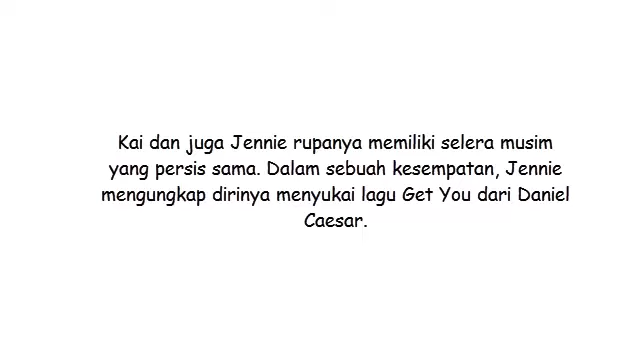 Kai dan juga Jennie rupanya memiliki selera musim
yang persis sama. Dalam sebuah kesempatan, Jennie
mengungkap dirinya menyukai lagu Get You dari Daniel
Caesar.